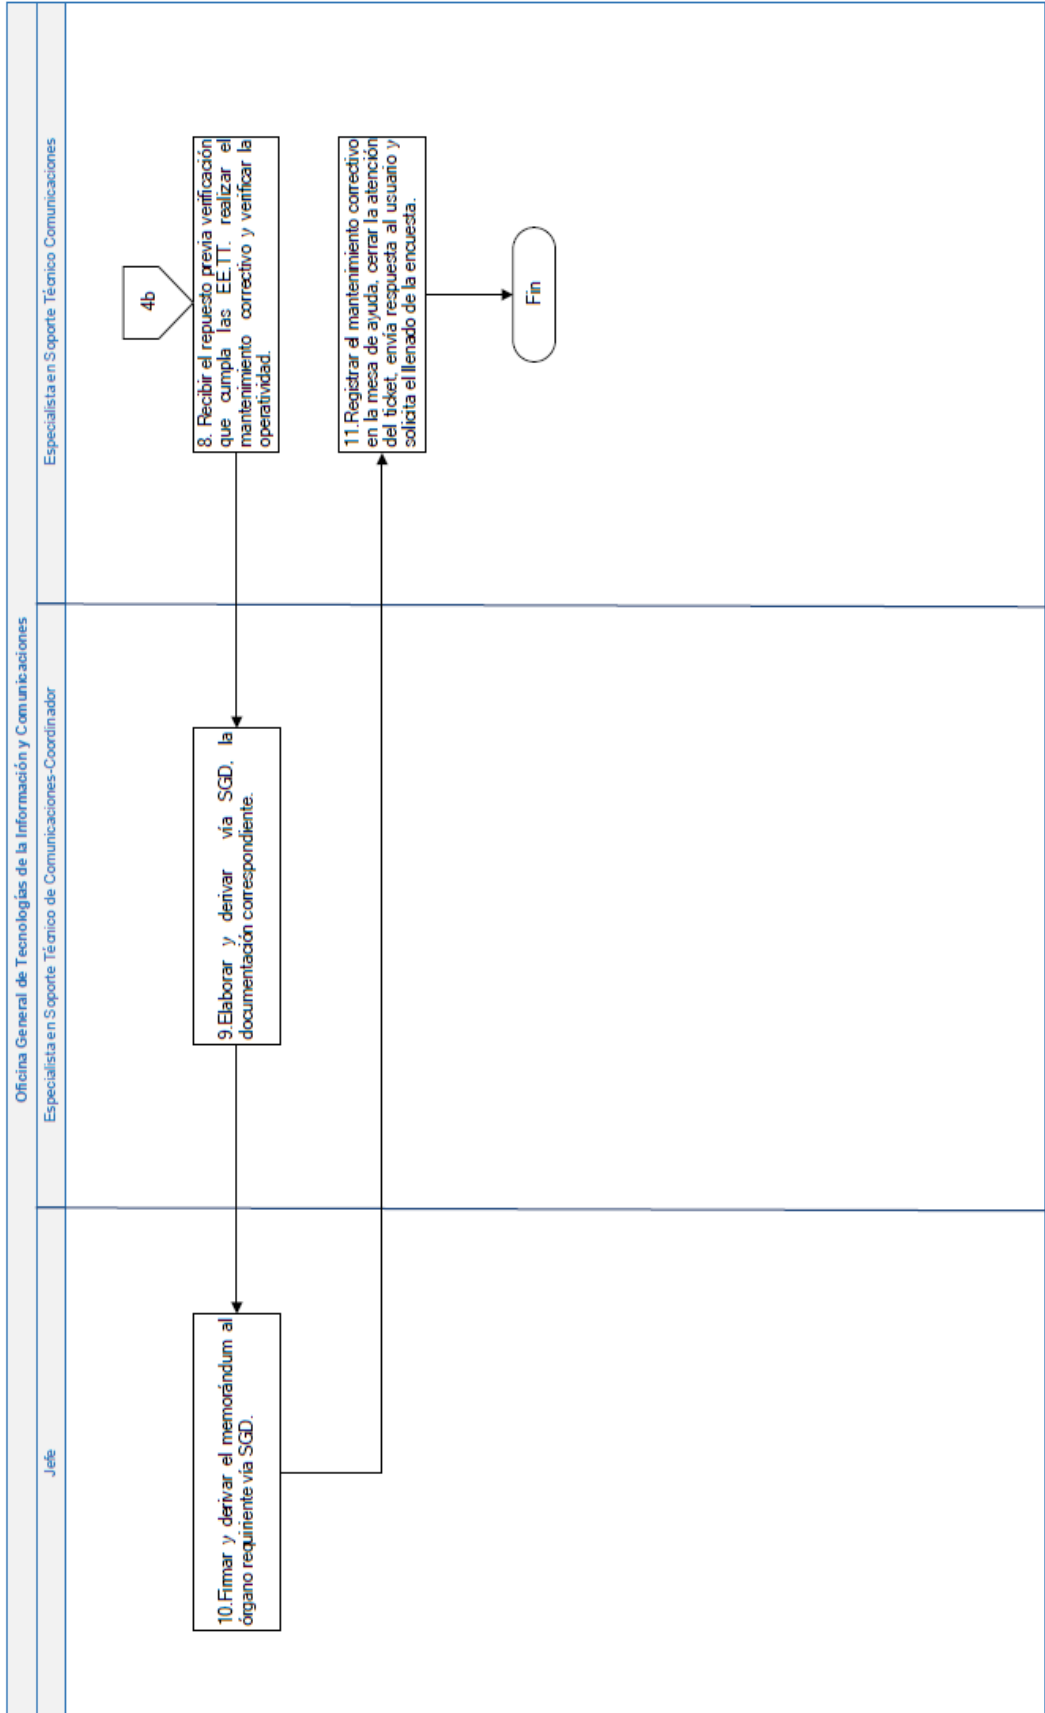 Oficina General de Tecnologías de la Información y Comunicaciones
Jefe
Especialista en Soporte Técnico de Comunicaciones-Coordinador
Especialista en Soporte Técnico Comunicaciones
4b
8. Recibir el repuesto previa verificación
que cumpla las EE.TT. realizar el
mantenimiento correctivo y verificar la
operatividad.
9.Elaborar y derivar vía SGD, la
documentación correspondiente.
10.Firmar y derivar el memorándum al
órgano requiriente vía SGD.
11.Registrar el mantenimiento correctivo
en la mesa de ayuda, cerrar la atención
del ticket, envía respuesta al usuario y
solicita el llenado de la encuesta.
Fin